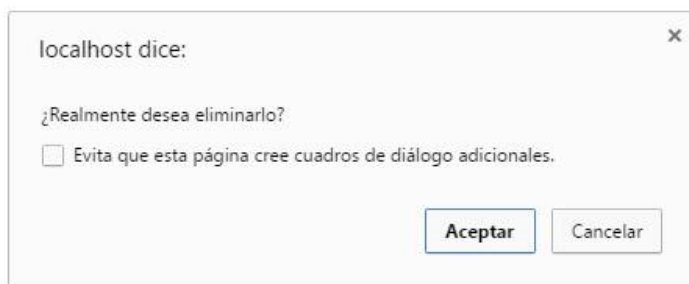 localhost dice:
¿Realmente desea eliminarlo?
Evita que esta página cree cuadros de diálogo adicionales.
Aceptar Cancelar